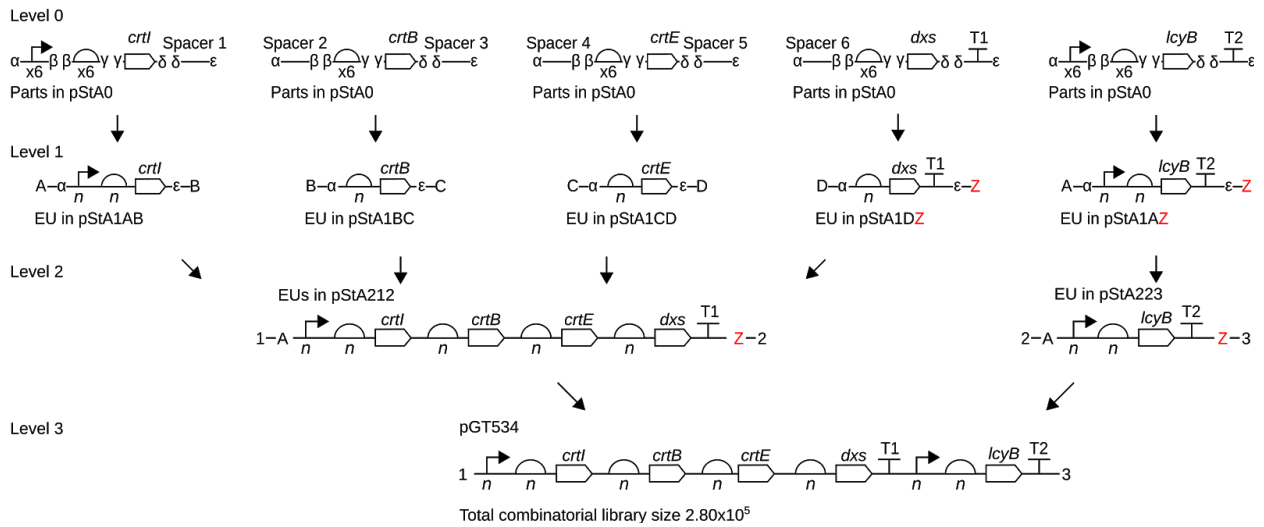 Level 0
crtI Spacer 1
α β β γ γ δ δ ε
x6 x6
Parts in pStA0
Spacer 2 crtB Spacer 3
α β β γ γ δ δ ε
x6
Parts in pStA0
Spacer 4 crtE Spacer 5
α β β γ γ δ δ ε
x6
Parts in pStA0
Spacer 6 dxs T1
α β β γ γ δ δ ε
x6
Parts in pStA0
lcyB T2
α β β γ γ δ δ ε
x6 x6
Parts in pStA0
Level 1
crtI
A α ε B
n n
EU in pStA1AB
crtB
B α ε C
n
EU in pStA1BC
crtE
C α ε D
n
EU in pStA1CD
dxs T1
D α ε Z
n
EU in pStA1DZ
lcyB T2
A α ε Z
n n
EU in pStA1AZ
Level 2
EUs in pStA212
crtI crtB crtE dxs T1
1 A Z 2
n n n n n
EU in pStA223
lcyB T2
2 A Z 3
n n
Level 3
pGT534
crtI crtB crtE dxs T1 lcyB T2
1 3
n n n n n n n
Total combinatorial library size 2.80x10⁵